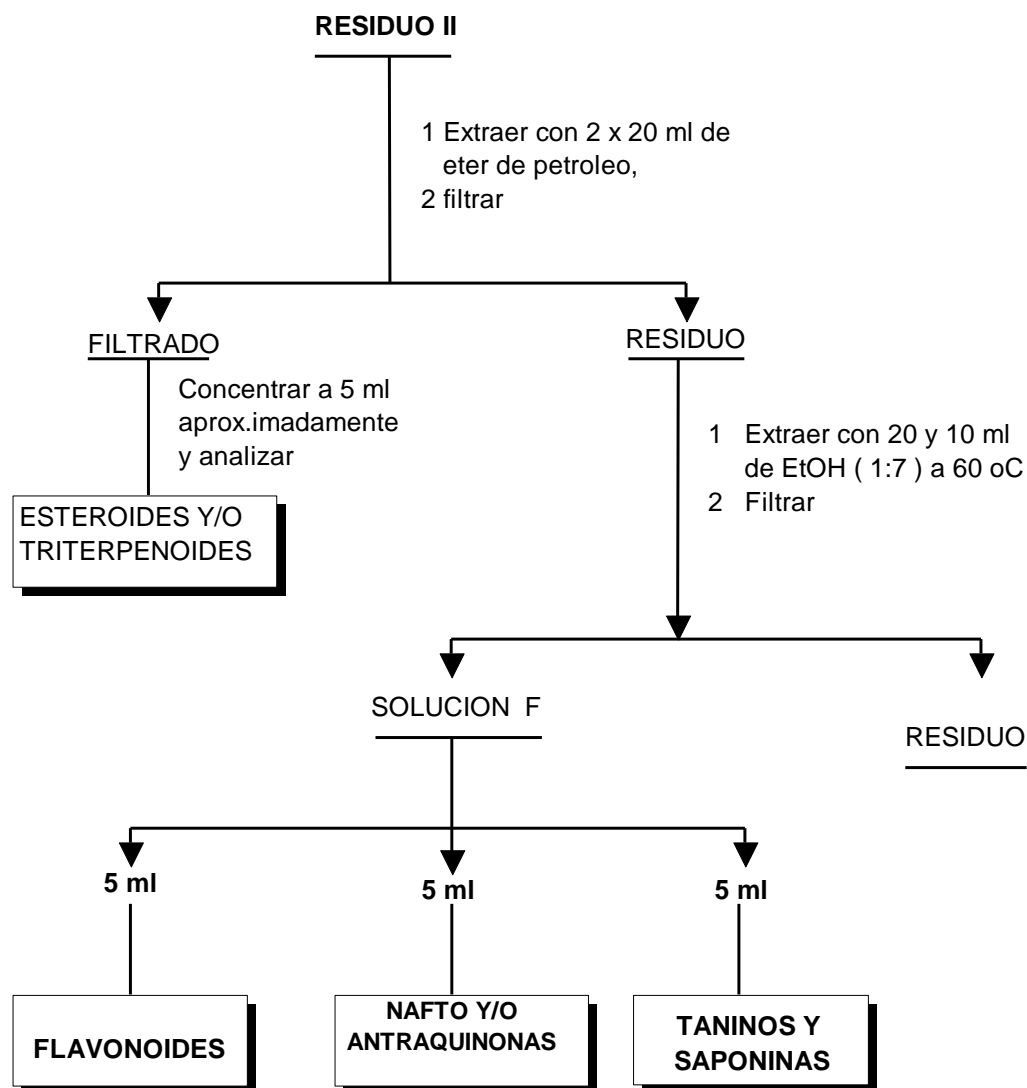 RESIDUO II
1 Extraer con 2 x 20 ml de
eter de petroleo,
2 filtrar
FILTRADO
RESIDUO
Concentrar a 5 ml
aprox.imadamente
y analizar
1 Extraer con 20 y 10 ml
de EtOH ( 1:7 ) a 60 oC
2 Filtrar
ESTEROIDES Y/O
TRITERPENOIDES
SOLUCION F
RESIDUO
5 ml
5 ml
5 ml
FLAVONOIDES
NAFTO Y/O
ANTRAQUINONAS
TANINOS Y
SAPONINAS